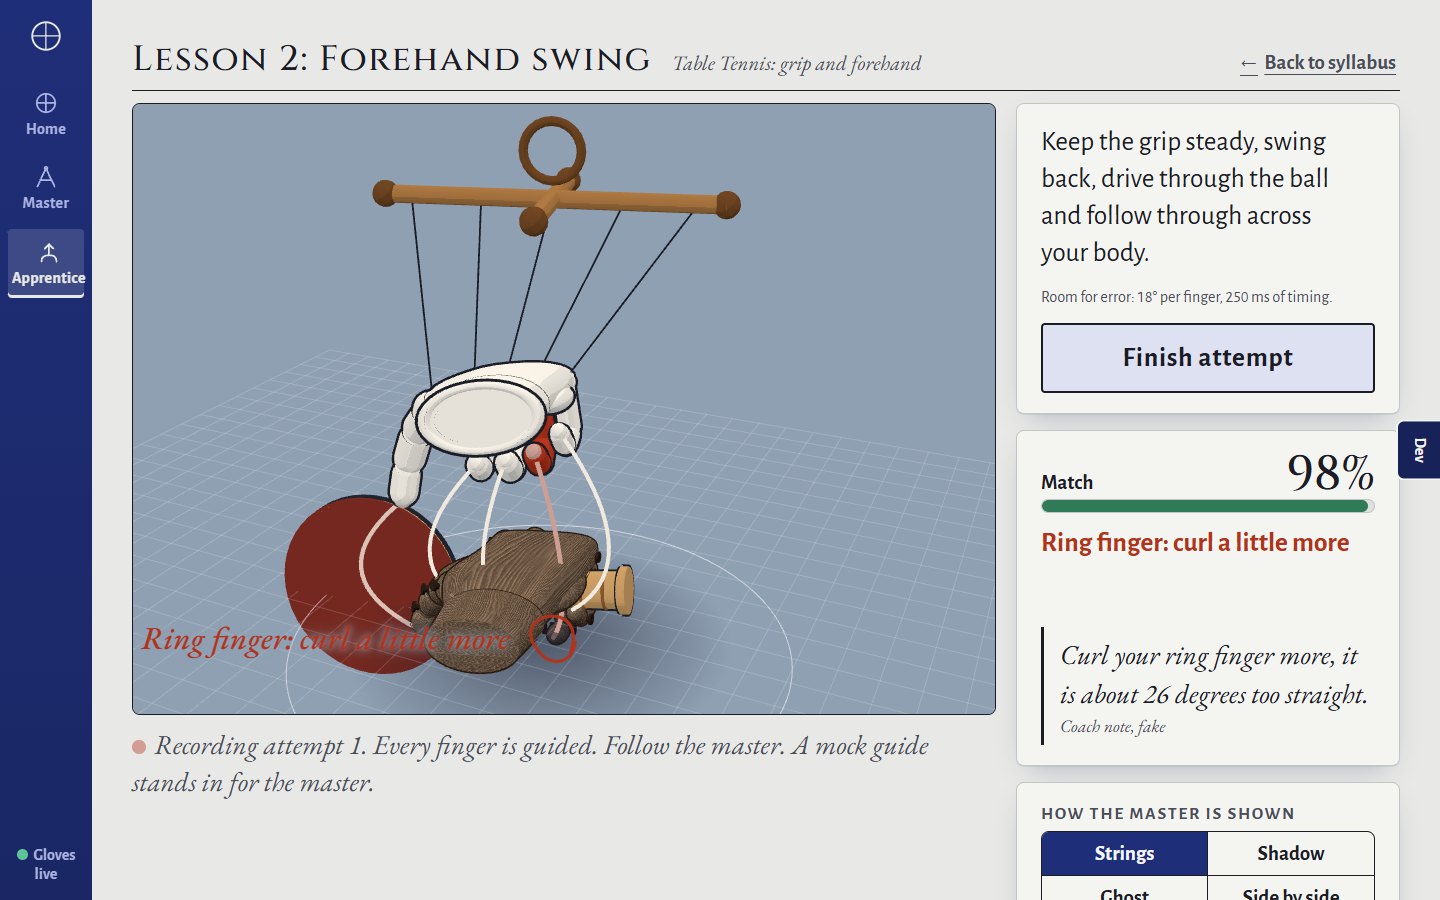 Lesson 2: Forehand swing
Table Tennis: grip and forehand
← Back to syllabus
Home
Master
Apprentice
Gloves
live
Ring finger: curl a little more
Recording attempt 1. Every finger is guided. Follow the master. A mock guide
stands in for the master.
Keep the grip steady, swing
back, drive through the ball
and follow through across
your body.
Room for error: 18° per finger, 250 ms of timing.
Finish attempt
Match
98%
Ring finger: curl a little more
Curl your ring finger more, it
is about 26 degrees too straight.
Coach note, fake
HOW THE MASTER IS SHOWN
Strings
Shadow
Ghost
Side by side
Dev